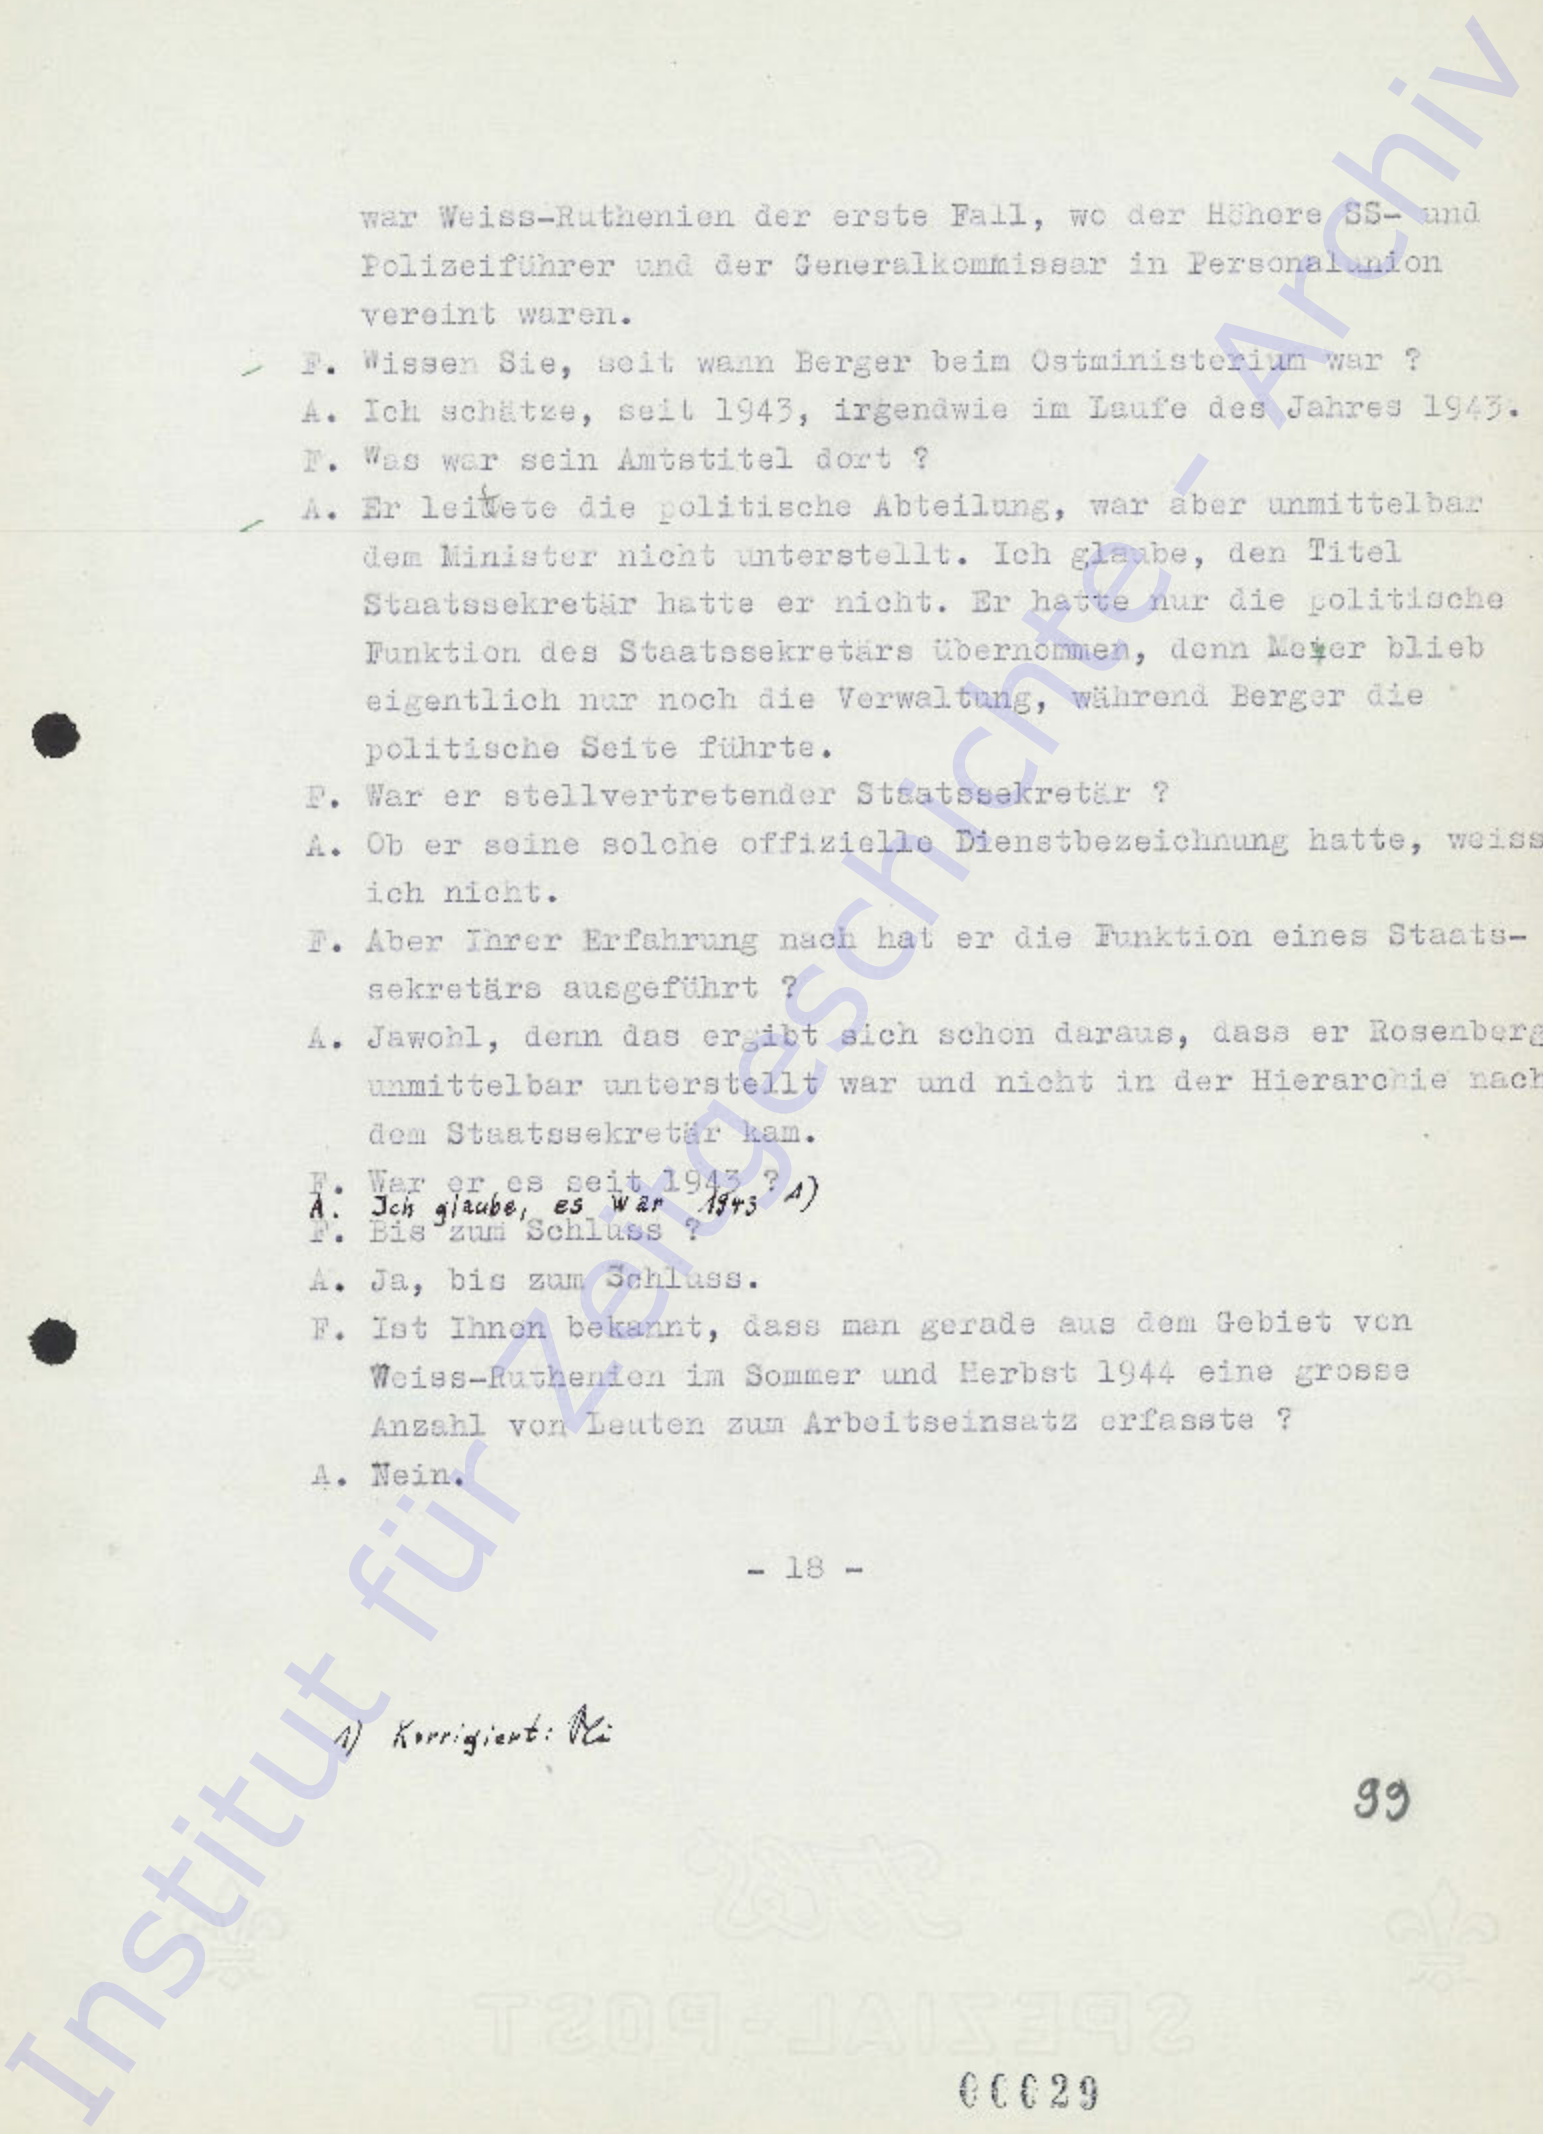 war Weiss-Ruthenien der erste Fall, wo der Höhere SS- und
Polizeiführer und der Generalkommissar in Personalunion
vereint waren.
F. Wissen Sie, seit wann Berger beim Ostministerium war ?
A. Ich schätze, seit 1943, irgendwie im Laufe des Jahres 1943.
F. Was war sein Amtstitel dort ?
A. Er leitete die politische Abteilung, war aber unmittelbar
dem Minister nicht unterstellt. Ich glaube, den Titel
Staatssekretär hatte er nicht. Er hatte nur die politische
Funktion des Staatssekretärs übernommen, denn Meyer blieb
eigentlich nur noch die Verwaltung, während Berger die
politische Seite führte.
F. War er stellvertretender Staatssekretär ?
A. Ob er seine solche offizielle Dienstbezeichnung hatte, weiss
ich nicht.
F. Aber Ihrer Erfahrung nach hat er die Funktion eines Staats-
sekretärs ausgeführt ?
A. Jawohl, denn das ergibt sich schon daraus, dass er Rosenberg
unmittelbar unterstellt war und nicht in der Hierarchie nach
dem Staatssekretär kam.
F. War er es seit 1943 ?
A. Ich glaube, es war 1943 1)
F. Bis zum Schluss ?
A. Ja, bis zum Schluss.
F. Ist Ihnen bekannt, dass man gerade aus dem Gebiet von
Weiss-Ruthenien im Sommer und Herbst 1944 eine grosse
Anzahl von Leuten zum Arbeitseinsatz erfasste ?
A. Nein.
- 18 -
1) Korrigiert:
99
SPEZIAL-POST
00029
Institut für Zeitgeschichte - Archiv